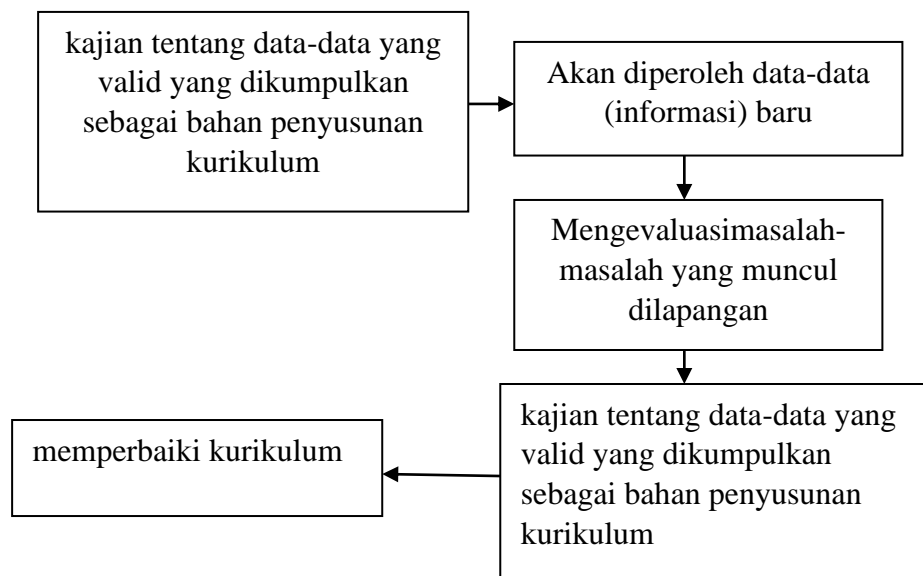 kajian tentang data-data yang
valid yang dikumpulkan
sebagai bahan penyusunan
kurikulum
Akan diperoleh data-data
(informasi) baru
Mengevaluasimasalah-
masalah yang muncul
dilapangan
kajian tentang data-data yang
valid yang dikumpulkan
sebagai bahan penyusunan
kurikulum
memperbaiki kurikulum